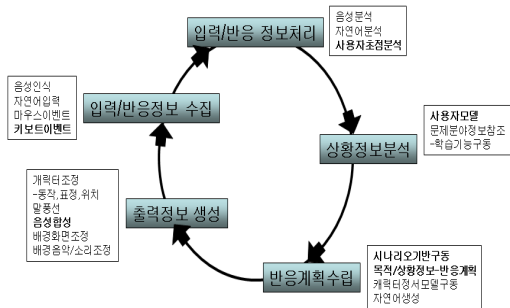 입력/반응 정보처리
음성분석
자연어분석
사용자초점분석
상황정보분석
사용자모델
문제분야정보참조
-학습기능구동
반응계획수립
시나리오기반구동
목적/상황정보-반응계획
캐릭터정서모델구동
자연어생성
출력정보 생성
개릭터조정
-동작,표정,위치
말풍선
음성합성
배경화면조정
배경음악/소리조정
입력/반응정보 수집
음성인식
자연어입력
마우스이벤트
키보트이벤트